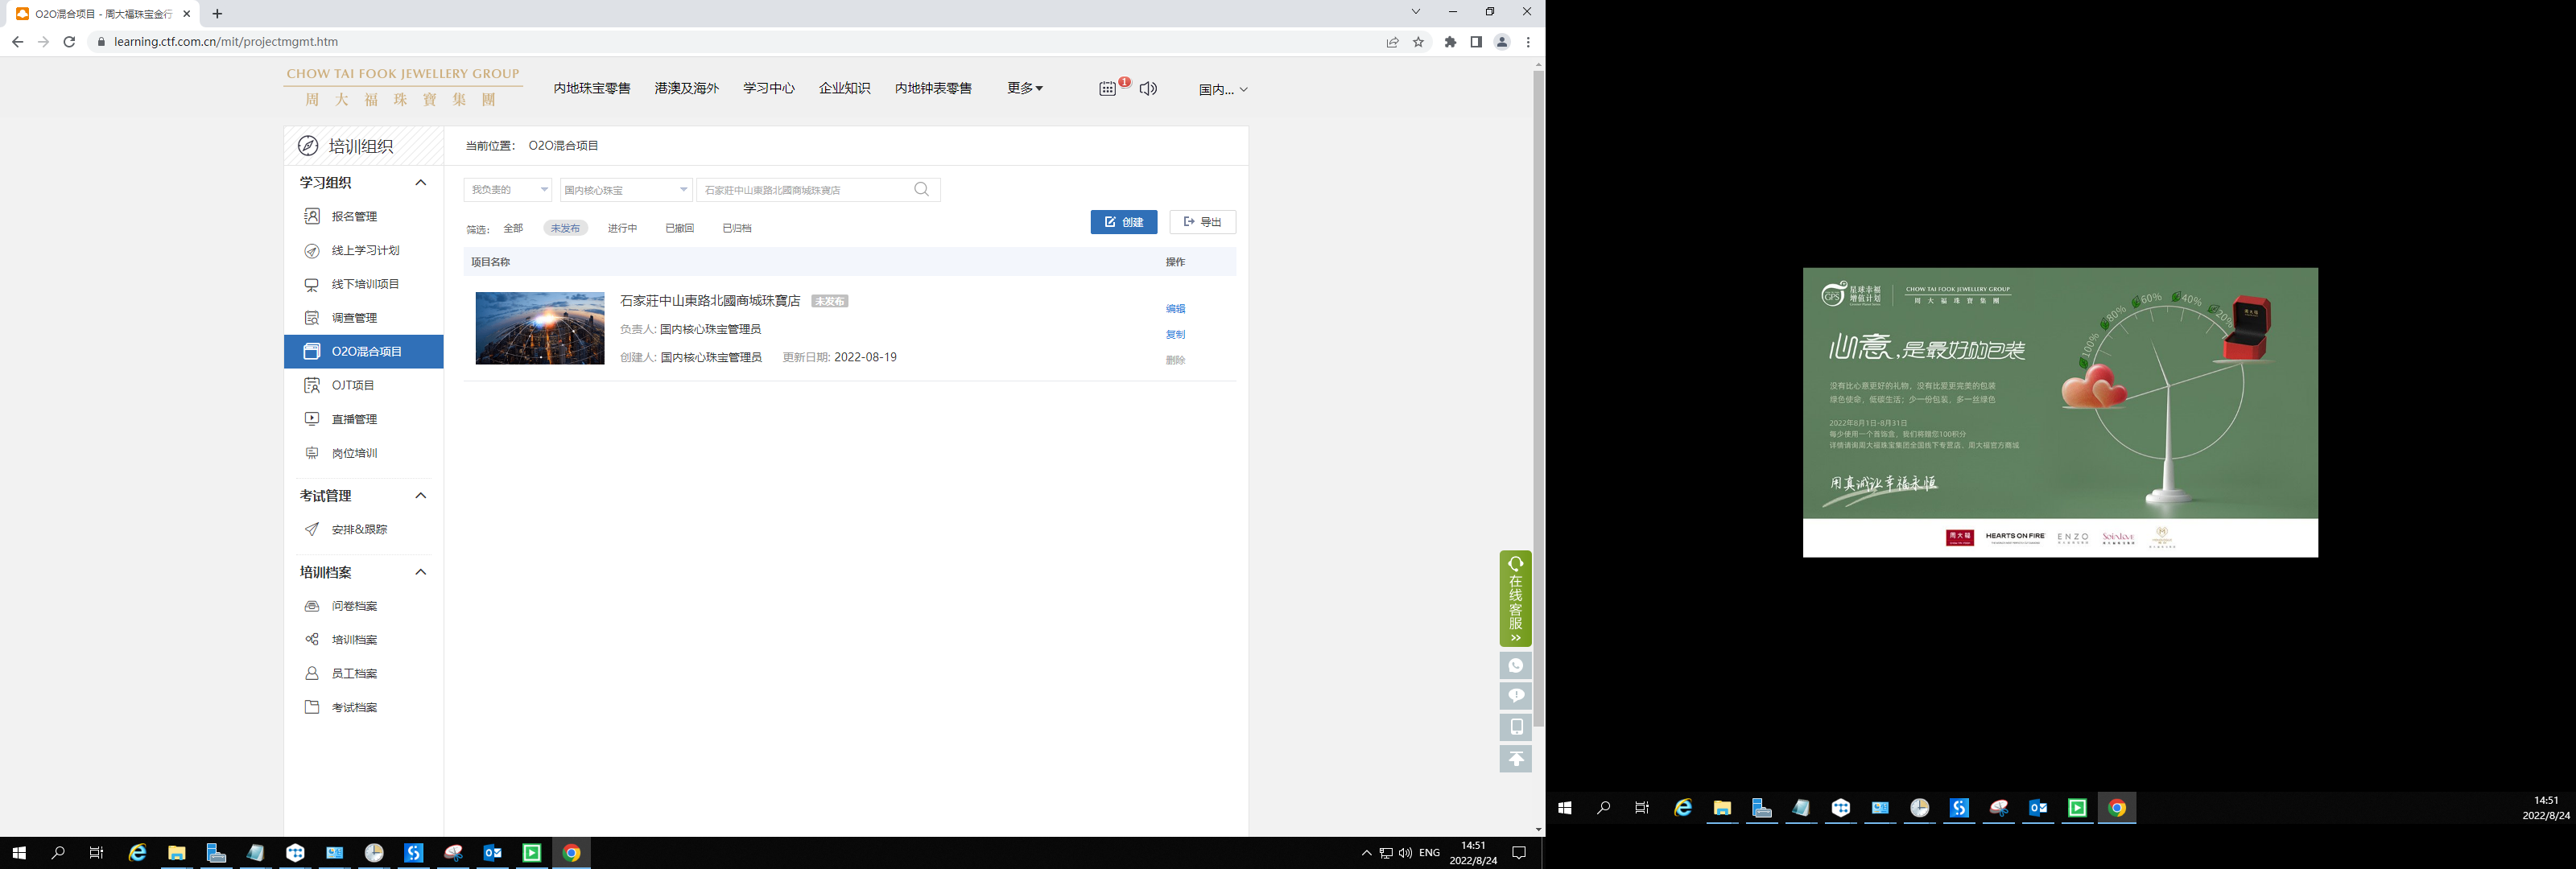 O2O混合项目 - 周大福珠宝金行
learning.ctf.com.cn/mit/projectmgmt.htm
CHOW TAI FOOK JEWELLERY GROUP
周大福珠寶集團
内地珠宝零售 港澳及海外 学习中心 企业知识 内地钟表零售 更多 1 国内...
培训组织
当前位置： O2O混合项目
学习组织
报名管理
线上学习计划
线下培训项目
调查管理
O2O混合项目
OJT项目
直播管理
岗位培训
考试管理
安排&跟踪
培训档案
问卷档案
培训档案
员工档案
考试档案
我负责的 国内核心珠宝 石家莊中山東路北國商城珠寶店
筛选： 全部 未发布 进行中 已撤回 已归档
创建 导出
项目名称 操作
石家莊中山東路北國商城珠寶店 未发布
负责人: 国内核心珠宝管理员
创建人: 国内核心珠宝管理员 更新日期: 2022-08-19
编辑
复制
删除
在线客服
ENG
14:51
2022/8/24
星球幸福
增值计划
CHOW TAI FOOK JEWELLERY GROUP
周大福珠寶集團
心意,是最好的包装
没有比心意更好的礼物，没有比爱更完美的包装
绿色使命，低碳生活；少一份包装，多一丝绿色
2022年8月1日-8月31日
每少使用一个首饰盒，我们将赠您100积分
详情请询周大福珠宝集团全国线下专营店、周大福官方商城
用真诚让幸福永恒
100%
80%
60%
40%
20%
周大福
HEARTS ON FIRE
ENZO
Soinlove
14:51
2022/8/24